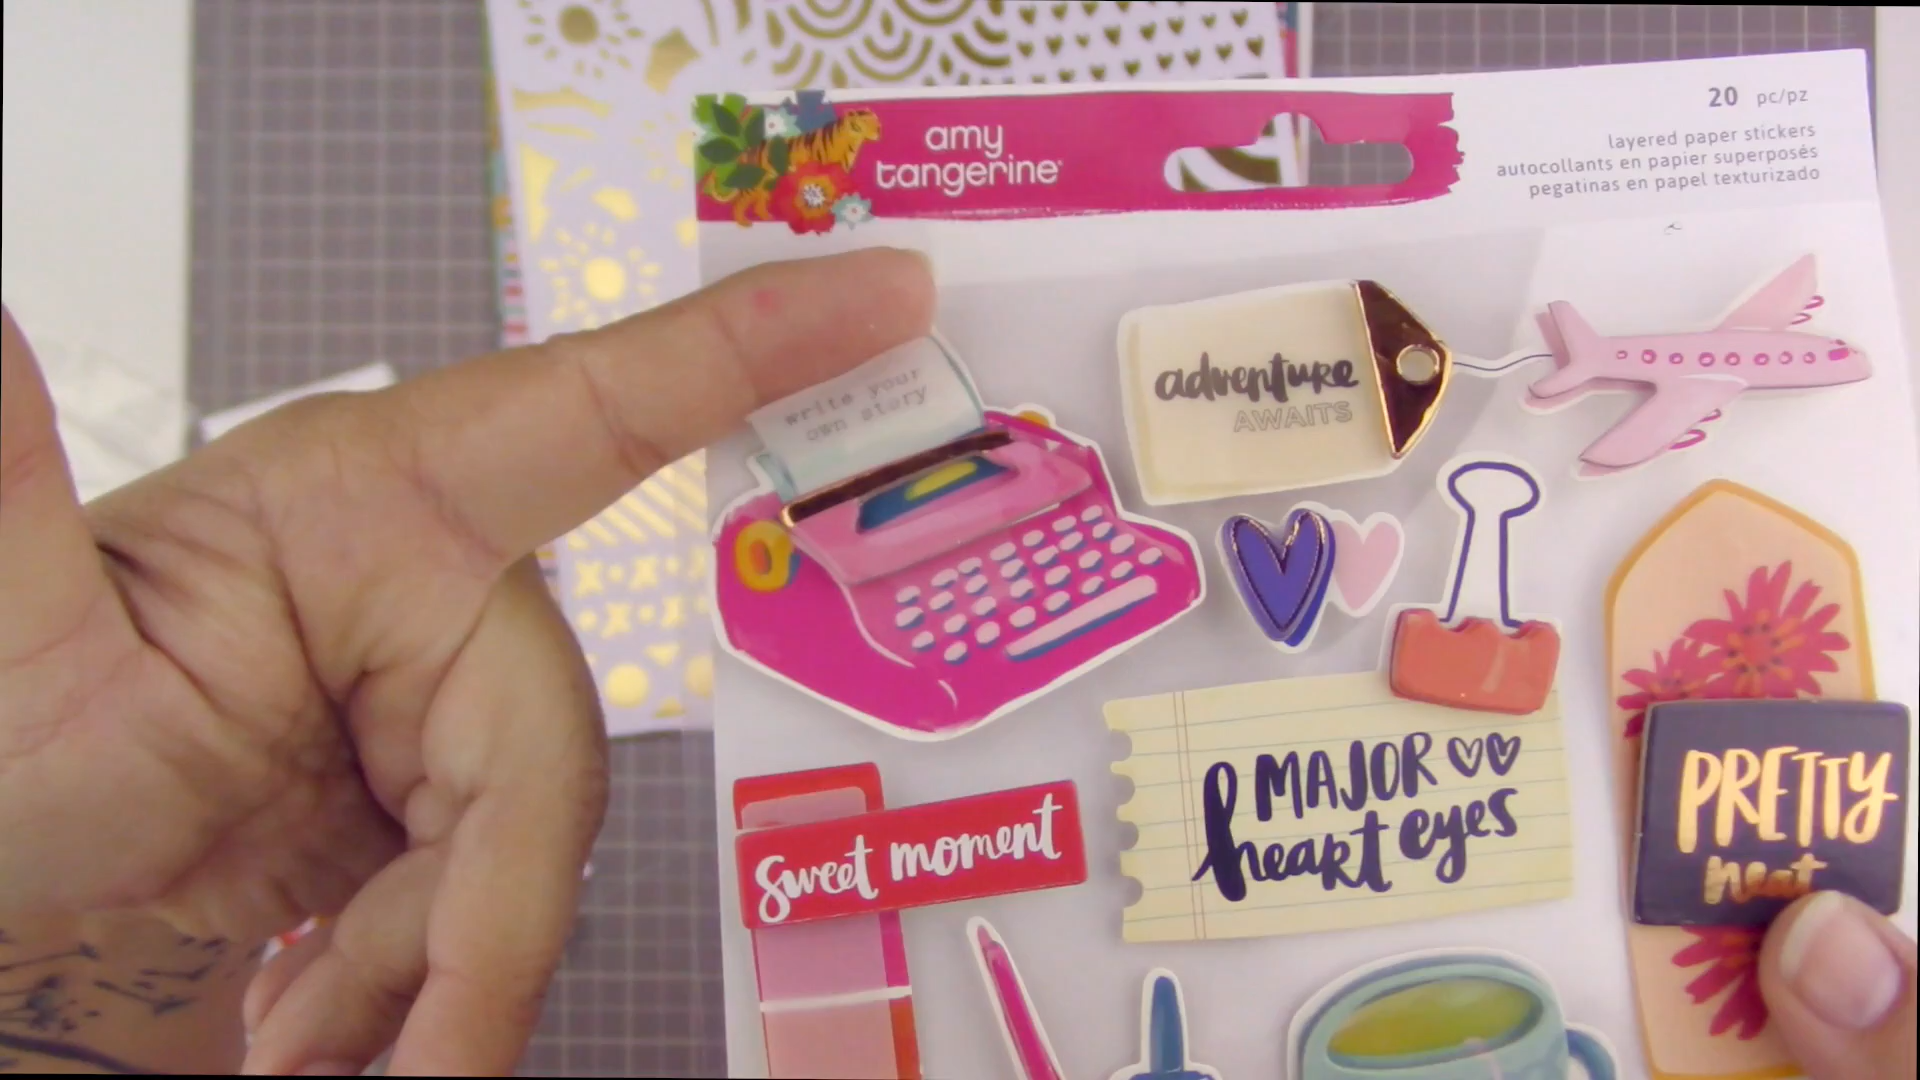 amy
tangerine
20 pc/pz
layered paper stickers
autocollants en papier superposés
pegatinas en papel texturizado
write your
own story
adventure
AWAITS
MAJOR
heart eyes
PRETTY
neat
sweet moment